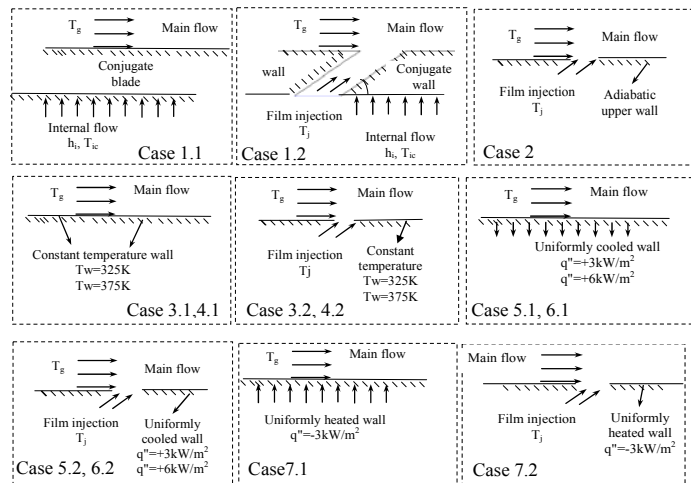 T_g Main flow
Conjugate
blade
Internal flow
h_i, T_ic
Case 1.1
T_g Main flow
wall
Conjugate
wall
Film injection
T_j
Internal flow
h_i, T_ic
Case 1.2
T_g Main flow
Film injection
T_j
Adiabatic
upper wall
Case 2
T_g Main flow
Constant temperature wall
Tw=325K
Tw=375K
Case 3.1,4.1
T_g Main flow
Film injection
Tj
Constant
temperature
Tw=325K
Tw=375K
Case 3.2, 4.2
T_g Main flow
Uniformly cooled wall
q"=+3kW/m²
q"=+6kW/m²
Case 5.1, 6.1
T_g Main flow
Film injection
T_j
Uniformly
cooled wall
q"=+3kW/m²
q"=+6kW/m²
Case 5.2, 6.2
T_g Main flow
Uniformly heated wall
q"=-3kW/m²
Case7.1
Main flow
T_g
Film injection
T_j
Uniformly
heated wall
q"=-3kW/m²
Case 7.2